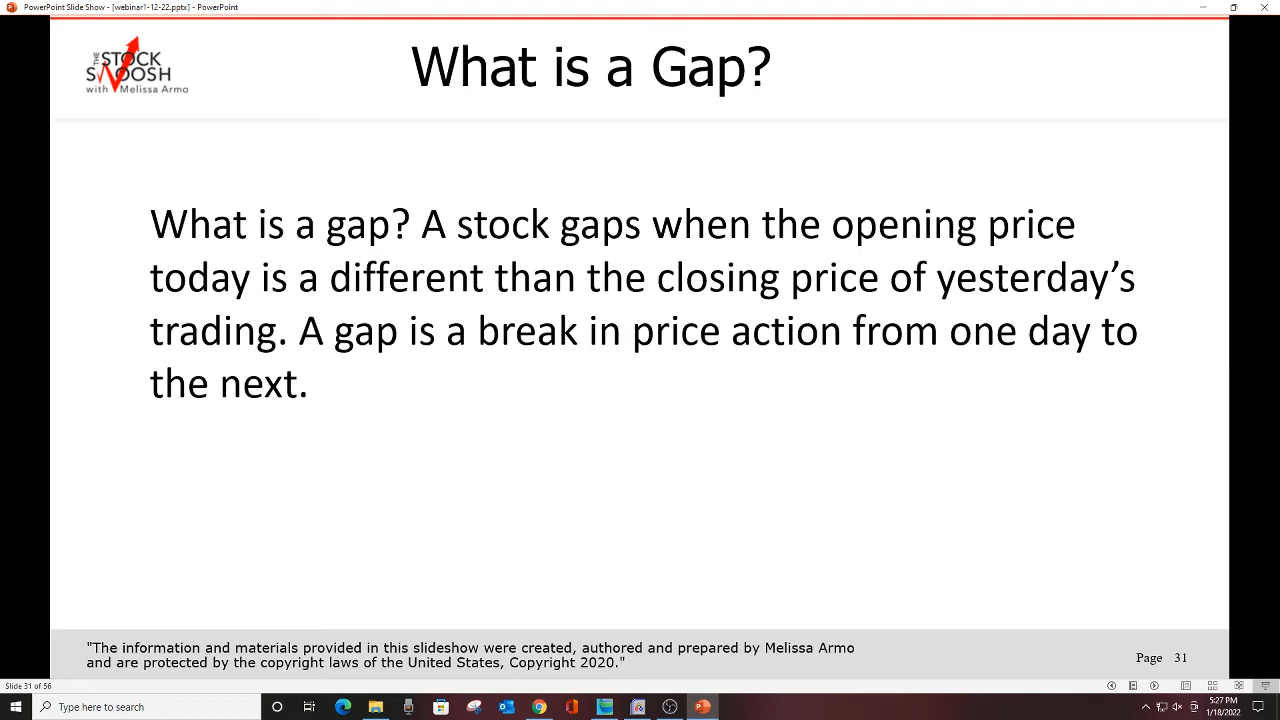 PowerPoint Slide Show - [webinar1-12-22.pptx] - PowerPoint
THE STOCK
SWOOSH
with Melissa Armo
What is a Gap?
What is a gap? A stock gaps when the opening price
today is a different than the closing price of yesterday’s
trading. A gap is a break in price action from one day to
the next.
"The information and materials provided in this slideshow were created, authored and prepared by Melissa Armo
and are protected by the copyright laws of the United States, Copyright 2020."
Page 31
Slide 31 of 56
Type here to search
5:27 PM
1/18/2022